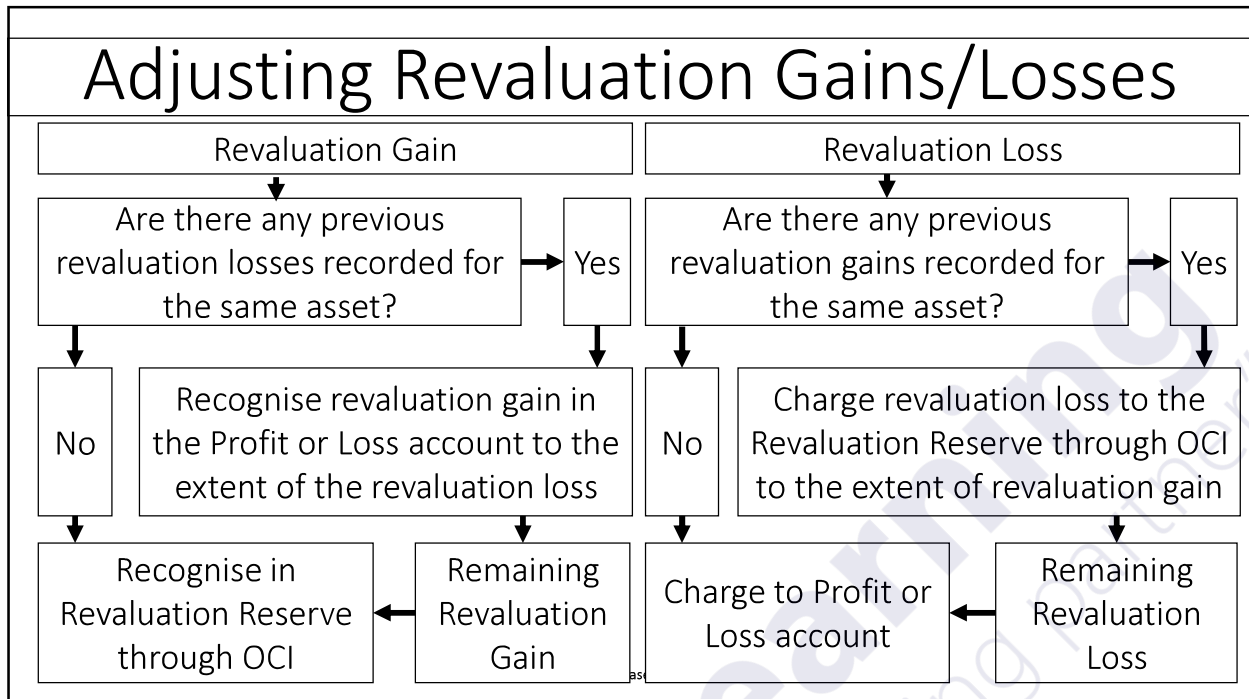 Adjusting Revaluation Gains/Losses
Revaluation Gain
Are there any previous
revaluation losses recorded for
the same asset?
Yes
No
Recognise revaluation gain in
the Profit or Loss account to the
extent of the revaluation loss
Recognise in
Revaluation Reserve
through OCI
Remaining
Revaluation
Gain
Revaluation Loss
Are there any previous
revaluation gains recorded for
the same asset?
Yes
No
Charge revaluation loss to the
Revaluation Reserve through OCI
to the extent of revaluation gain
Charge to Profit or
Loss account
Remaining
Revaluation
Loss